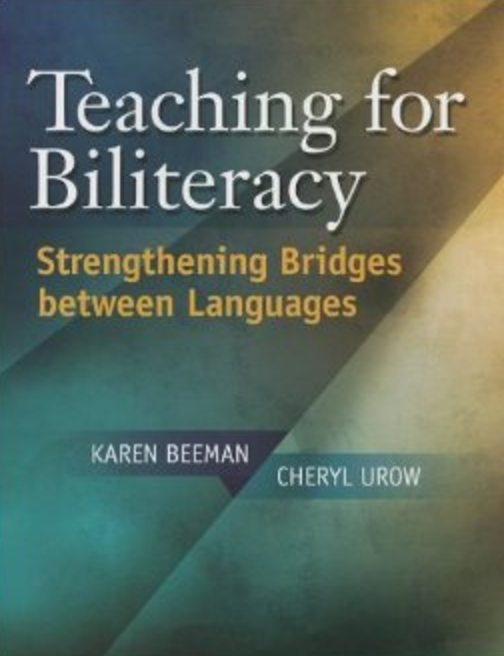 Teaching for
Biliteracy
Strengthening Bridges
between Languages
KAREN BEEMAN
CHERYL UROW